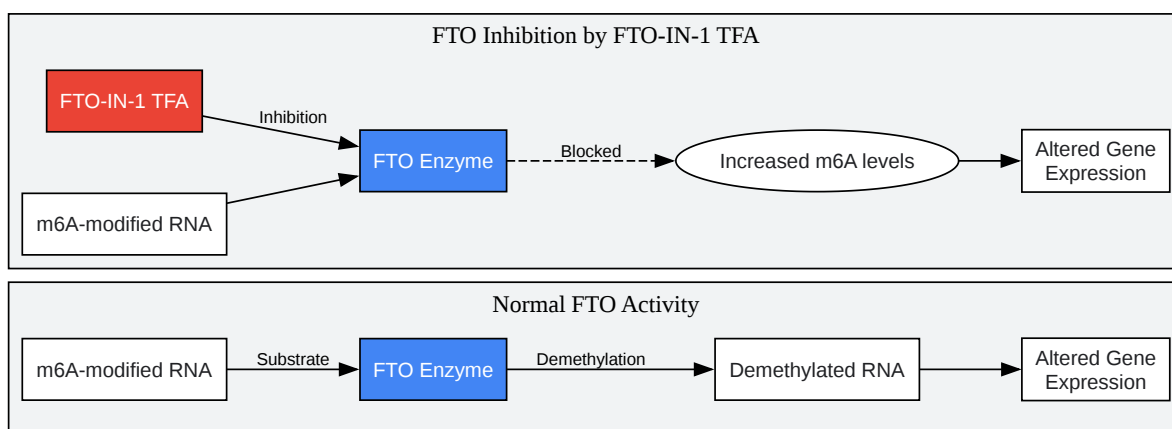 FTO Inhibition by FTO-IN-1 TFA
FTO-IN-1 TFA
Inhibition
FTO Enzyme
Blocked
Increased m6A levels
Altered Gene
Expression
m6A-modified RNA
Normal FTO Activity
m6A-modified RNA
Substrate
FTO Enzyme
Demethylation
Demethylated RNA
Altered Gene
Expression